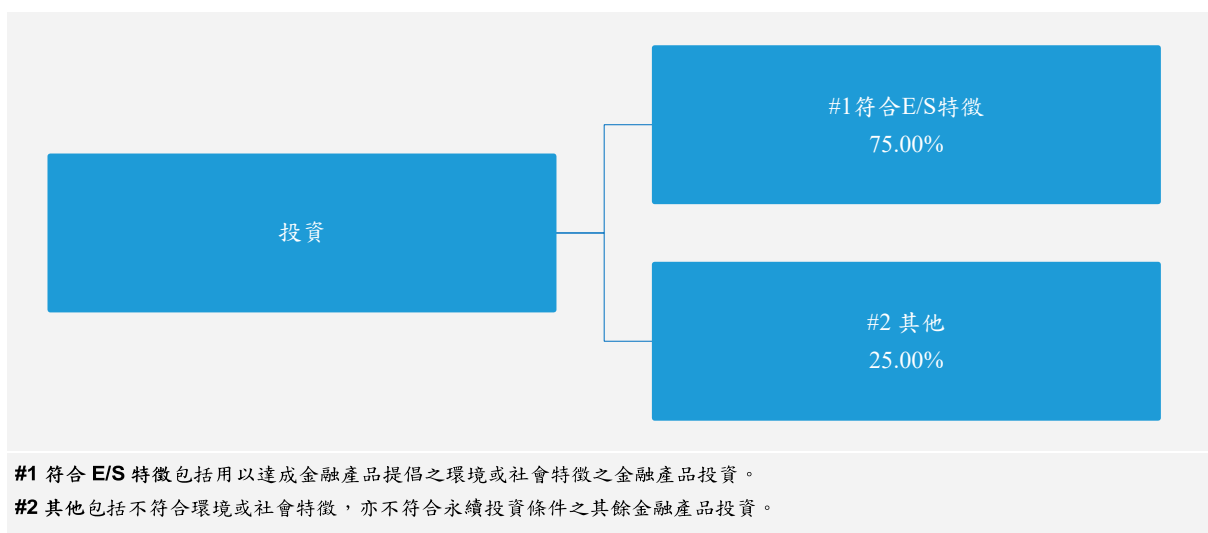 投資
#1符合E/S特徵
75.00%
#2 其他
25.00%
#1 符合 E/S 特徵包括用以達成金融產品提倡之環境或社會特徵之金融產品投資。
#2 其他包括不符合環境或社會特徵，亦不符合永續投資條件之其餘金融產品投資。